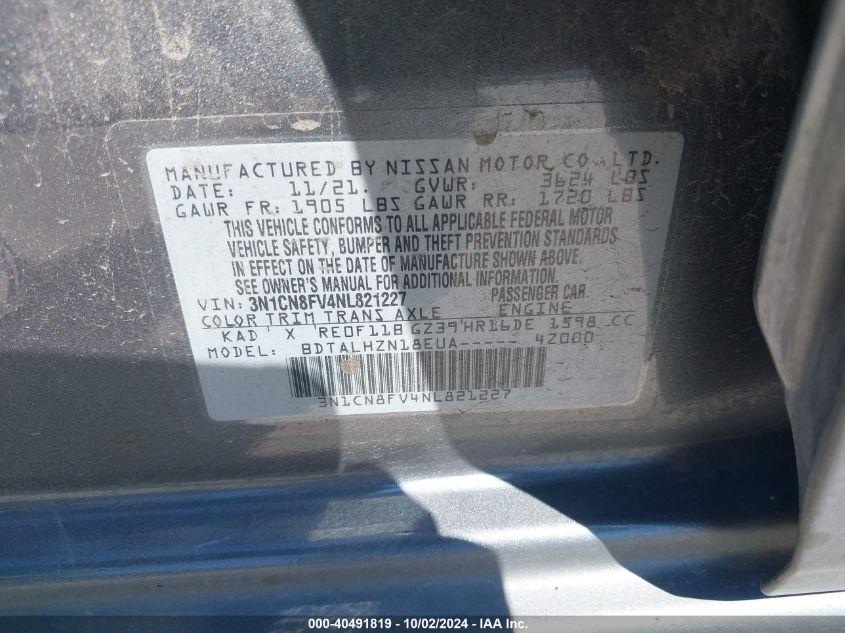 MANUFACTURED BY NISSAN MOTOR CO., LTD.
DATE: 11/21. GVWR: 3624 LBS
GAWR FR: 1905 LBS GAWR RR: 1720 LBS
THIS VEHICLE CONFORMS TO ALL APPLICABLE FEDERAL MOTOR
VEHICLE SAFETY, BUMPER AND THEFT PREVENTION STANDARDS
IN EFFECT ON THE DATE OF MANUFACTURE SHOWN ABOVE.
SEE OWNER'S MANUAL FOR ADDITIONAL INFORMATION.
VIN: 3N1CN8FV4NL821227 PASSENGER CAR.
COLOR TRIM TRANS AXLE ENGINE
KAD X RE0F11B GZ39 HR16DE 1598 CC
MODEL: BDTALHZN18EUA----- 4Z000
3N1CN8FV4NL821227
000-40491819 - 10/02/2024 - IAAI Inc.